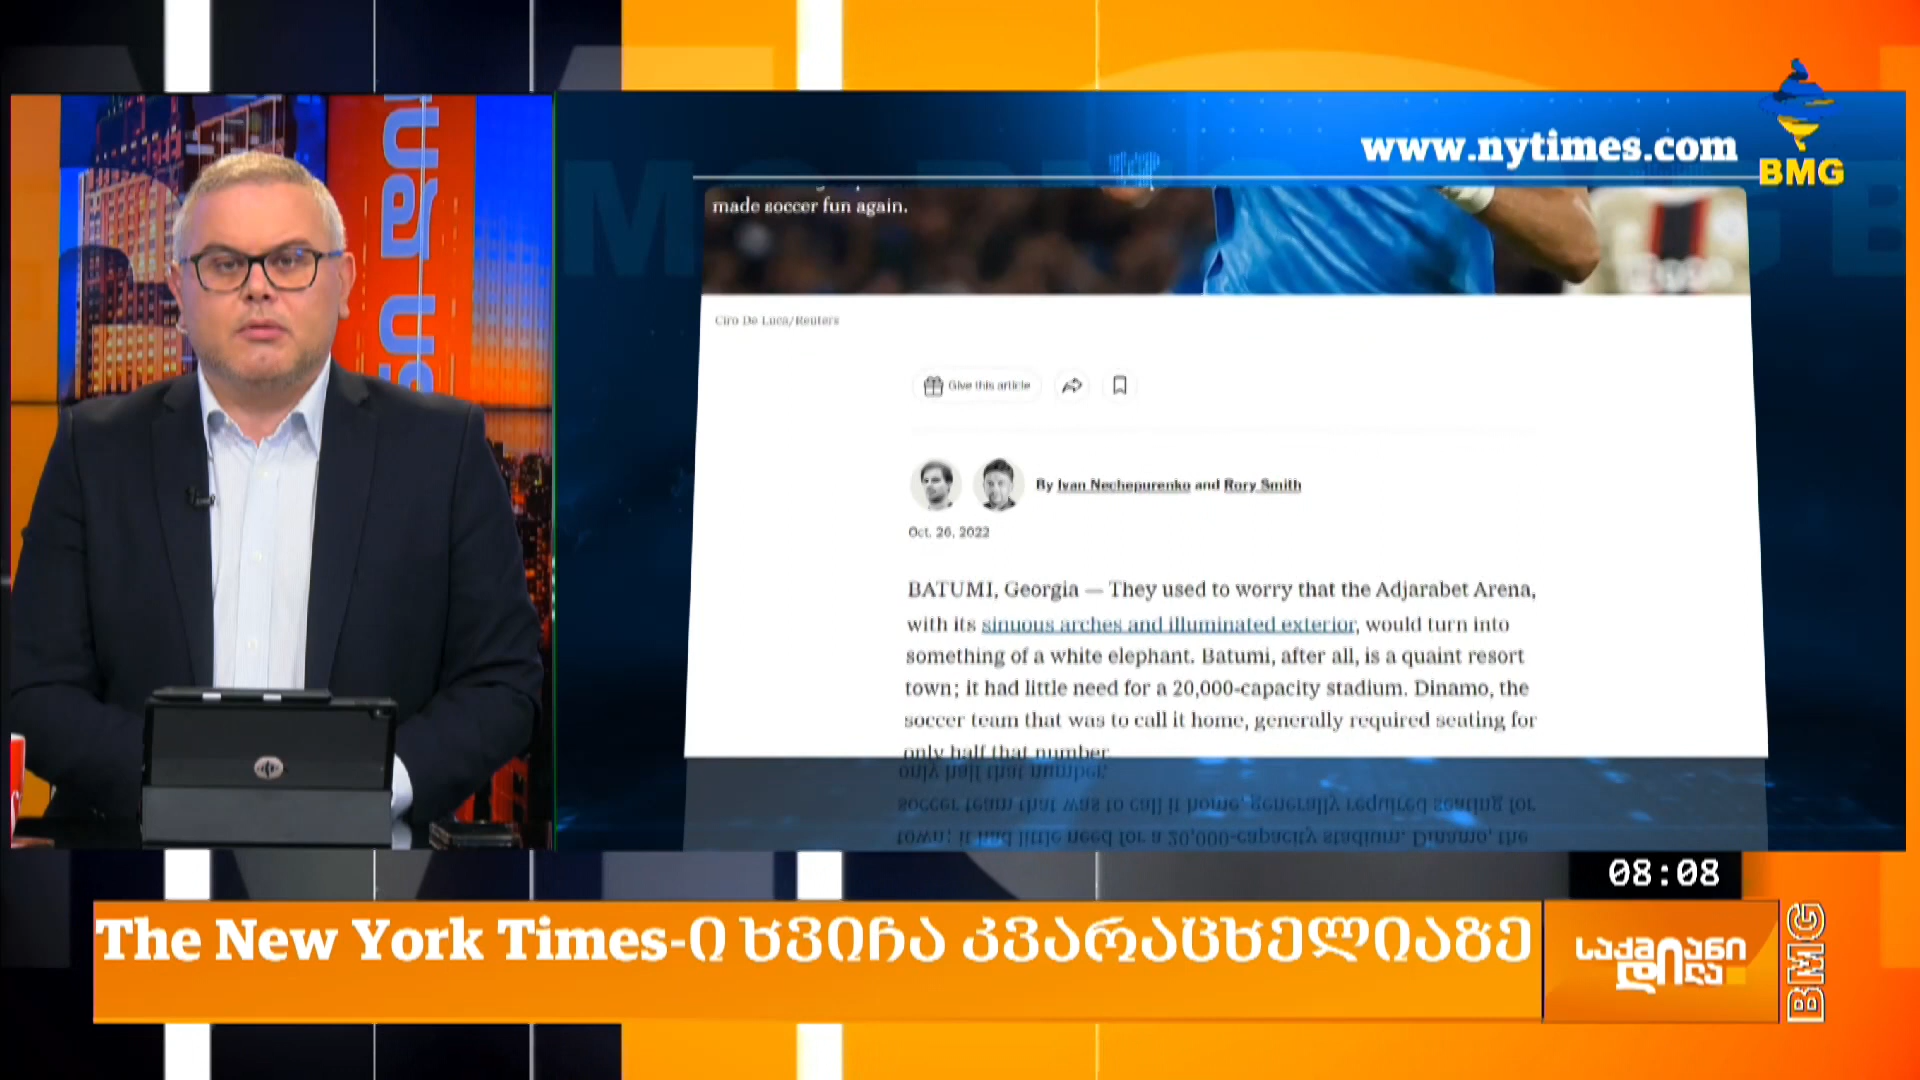 www.nytimes.com
BMG
made soccer fun again.
Ciro De Luca/Reuters
Give this article
By Ivan Nechepurenko and Rory Smith
Oct. 26, 2022
BATUMI, Georgia — They used to worry that the Adjarabet Arena,
with its sinuous arches and illuminated exterior, would turn into
something of a white elephant. Batumi, after all, is a quaint resort
town; it had little need for a 20,000-capacity stadium. Dinamo, the
soccer team that was to call it home, generally required seating for
only half that number.
08:08
The New York Times-ი ხვიჩა კვარაცხელიაზე
საქმიანი
დილა
BMG